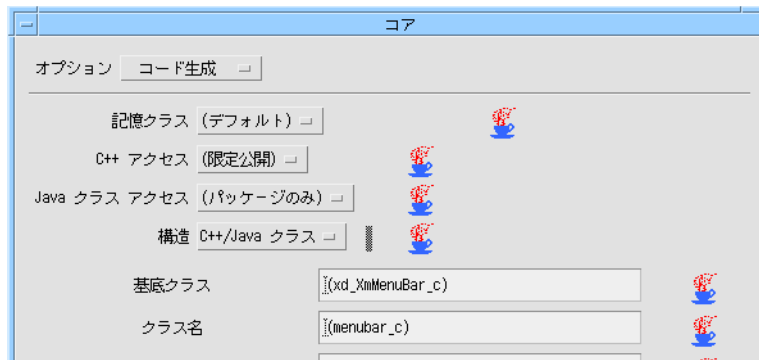 コア
オプション コード生成
記憶クラス (デフォルト)
C++ アクセス (限定公開)
Java クラス アクセス (パッケージのみ)
構造 C++/Java クラス
基底クラス (xd_XmMenuBar_c)
クラス名 (menubar_c)